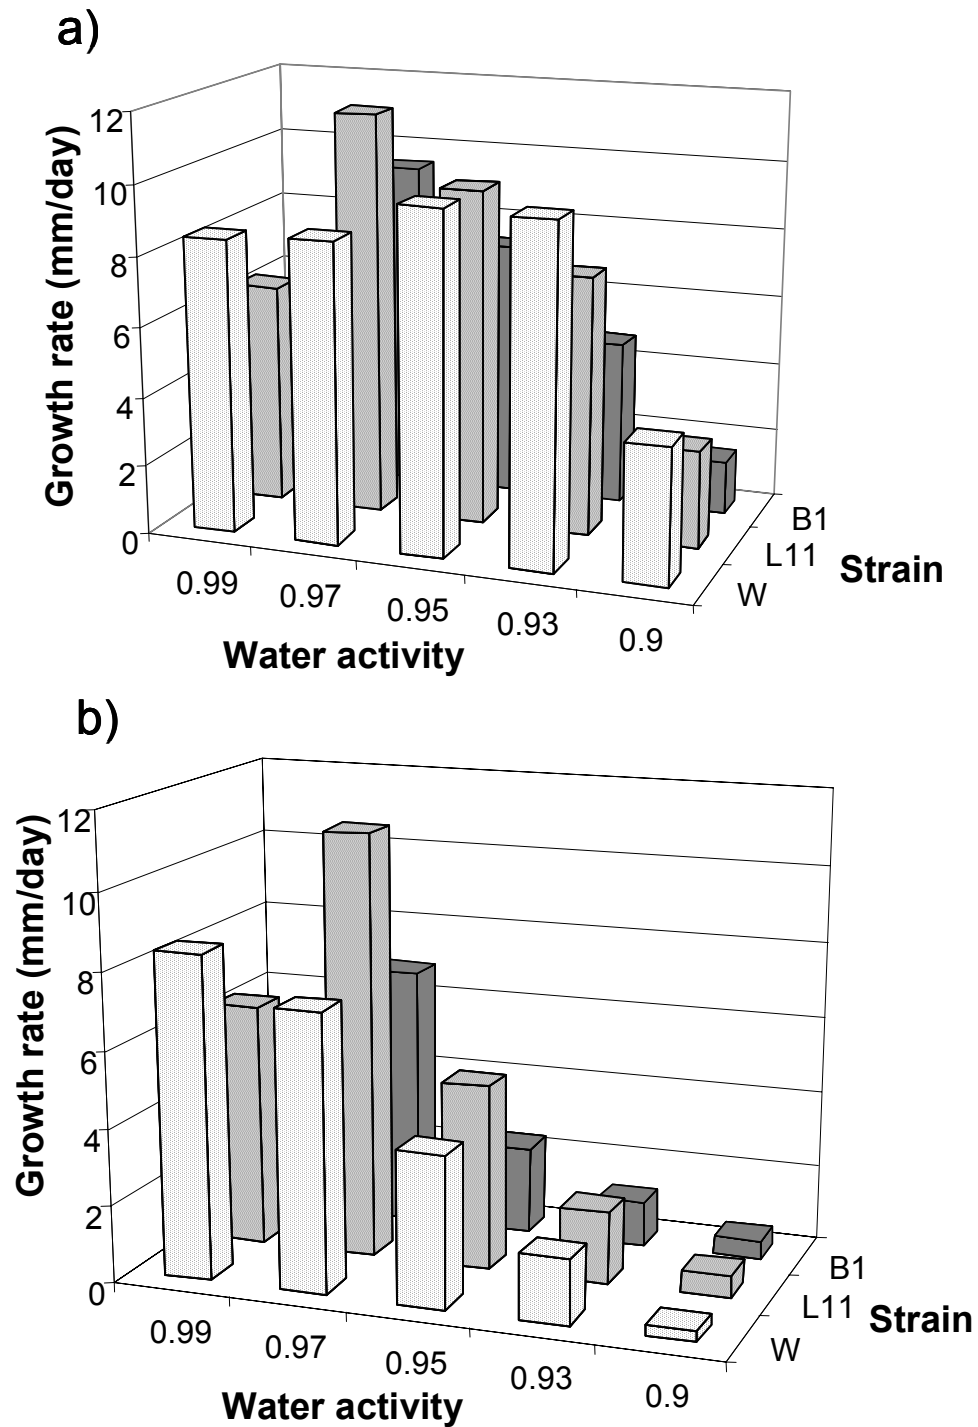 a)
12
10
8
6
4
2
0
Growth rate (mm/day)
0.99
0.97
0.95
0.93
0.9
Water activity
B1
L11
W
Strain
b)
12
10
8
6
4
2
0
Growth rate (mm/day)
0.99
0.97
0.95
0.93
0.9
Water activity
B1
L11
W
Strain